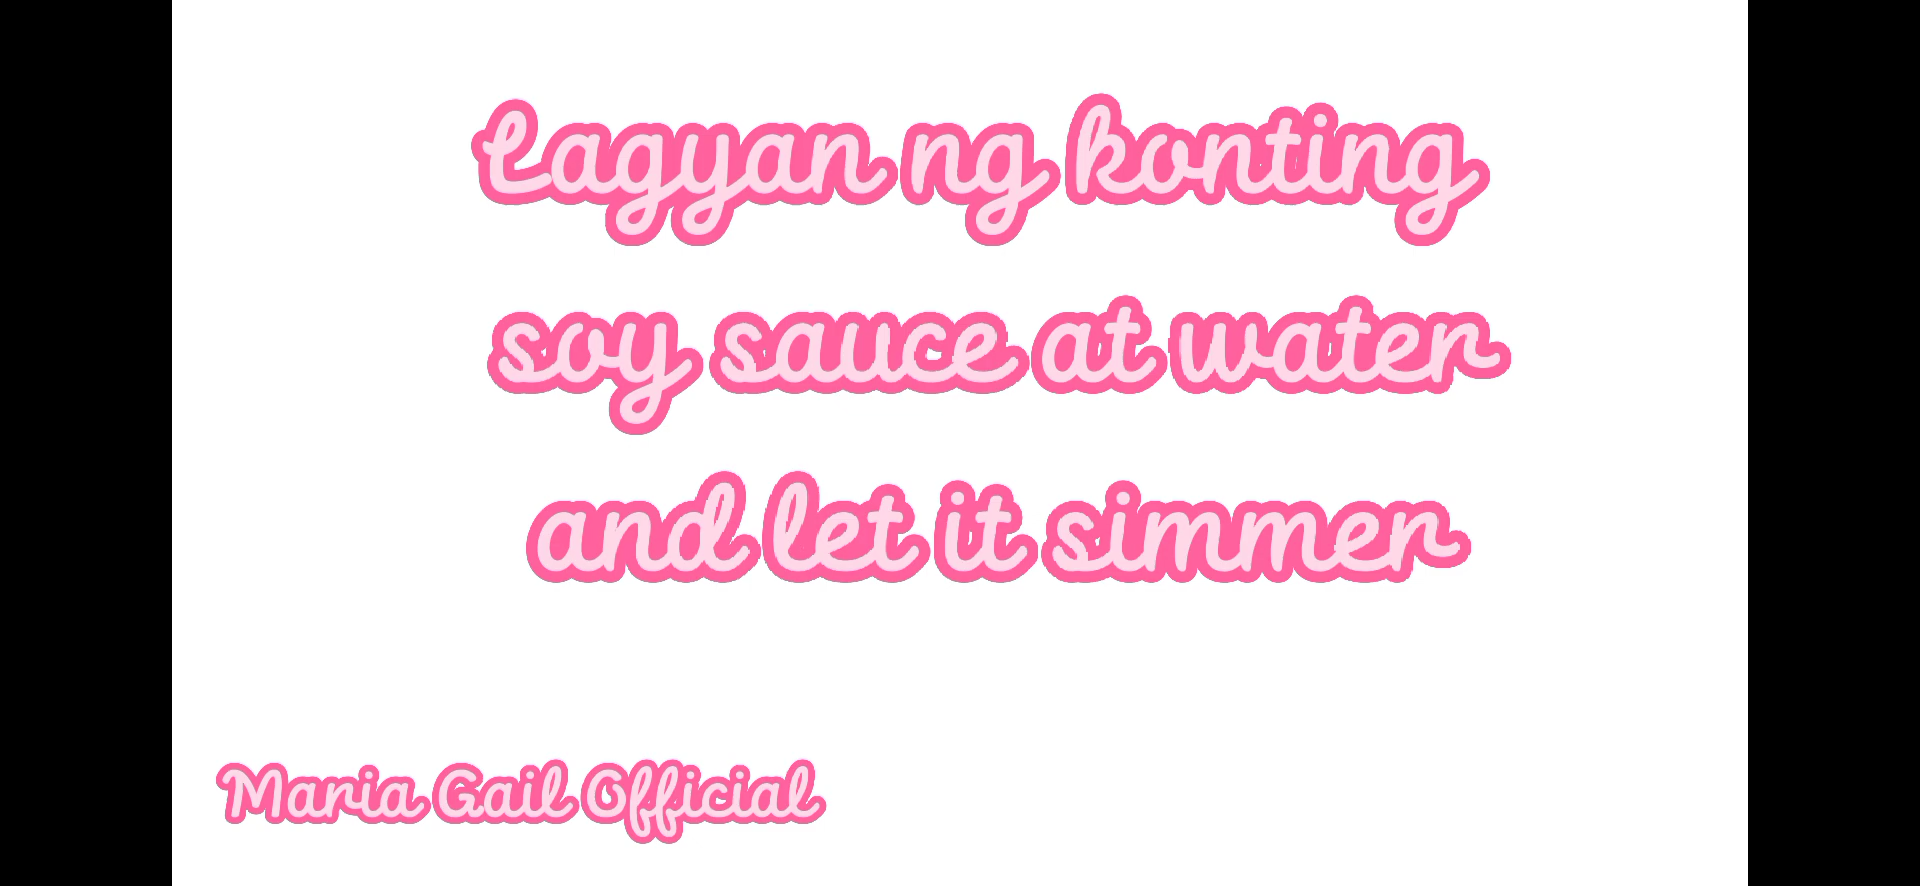 Lagyan ng konting
soy sauce at water
and let it simmer
Maria Gail Official